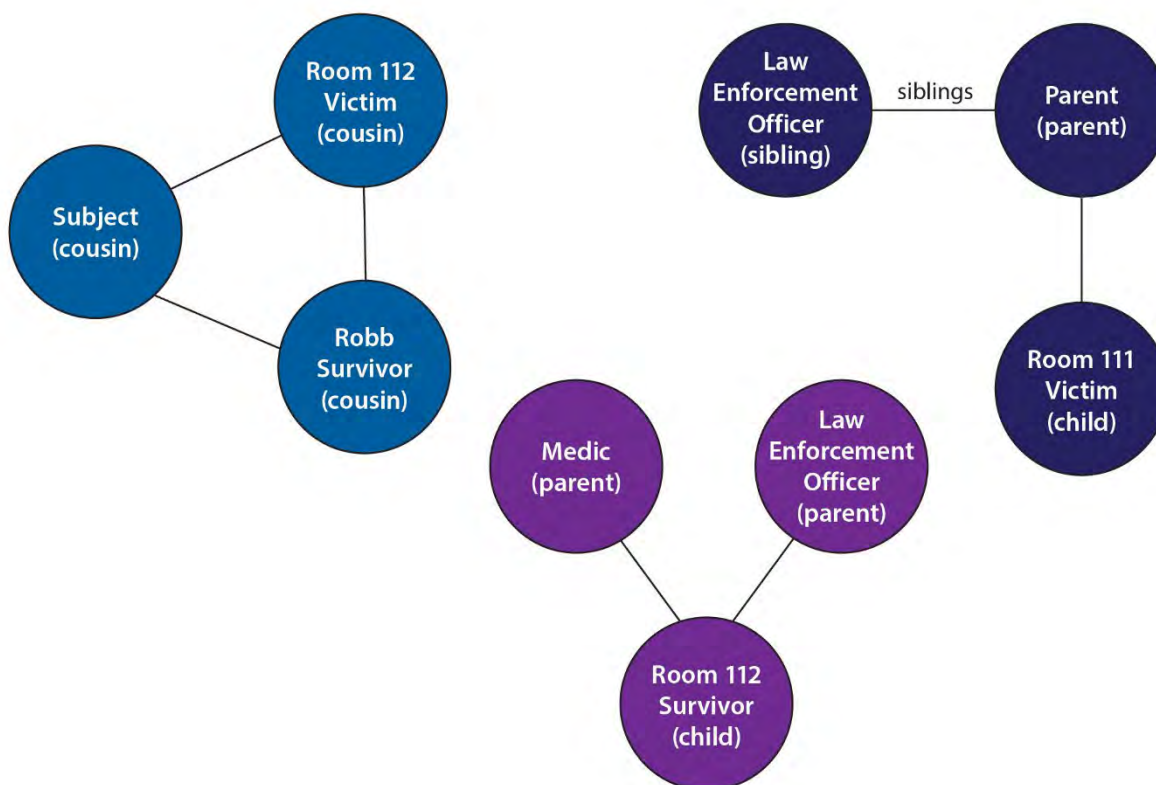 Room 112
Victim
(cousin)
Subject
(cousin)
Robb
Survivor
(cousin)
Law
Enforcement
Officer
(sibling)
siblings
Parent
(parent)
Room 111
Victim
(child)
Medic
(parent)
Law
Enforcement
Officer
(parent)
Room 112
Survivor
(child)